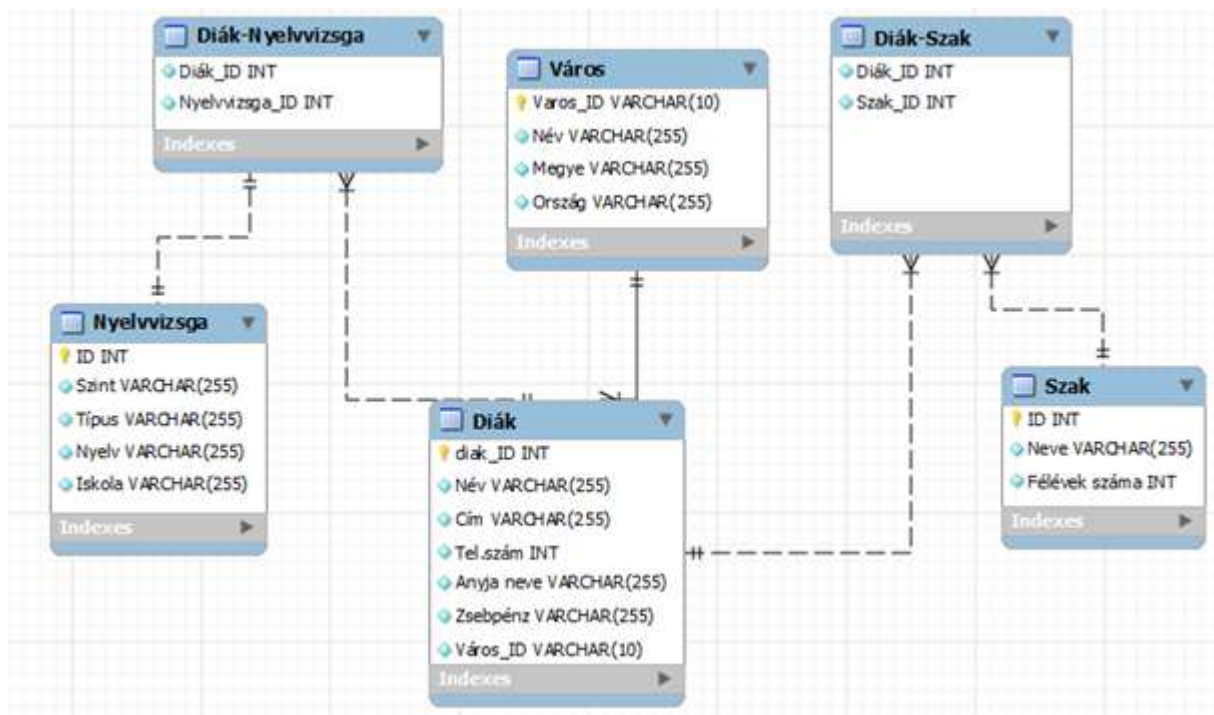 Diák-Nyelvvizsga
Diák_ID INT
Nyelvvizsga_ID INT
Indexes
Város
Varos_ID VARCHAR(10)
Név VARCHAR(255)
Megye VARCHAR(255)
Ország VARCHAR(255)
Indexes
Diák-Szak
Diák_ID INT
Szak_ID INT
Indexes
Nyelvvizsga
ID INT
Szint VARCHAR(255)
Típus VARCHAR(255)
Nyelv VARCHAR(255)
Iskola VARCHAR(255)
Indexes
Diák
diak_ID INT
Név VARCHAR(255)
Cím VARCHAR(255)
Tel.szám INT
Anyja neve VARCHAR(255)
Zsebpénz VARCHAR(255)
Város_ID VARCHAR(10)
Indexes
Szak
ID INT
Neve VARCHAR(255)
Félévek száma INT
Indexes